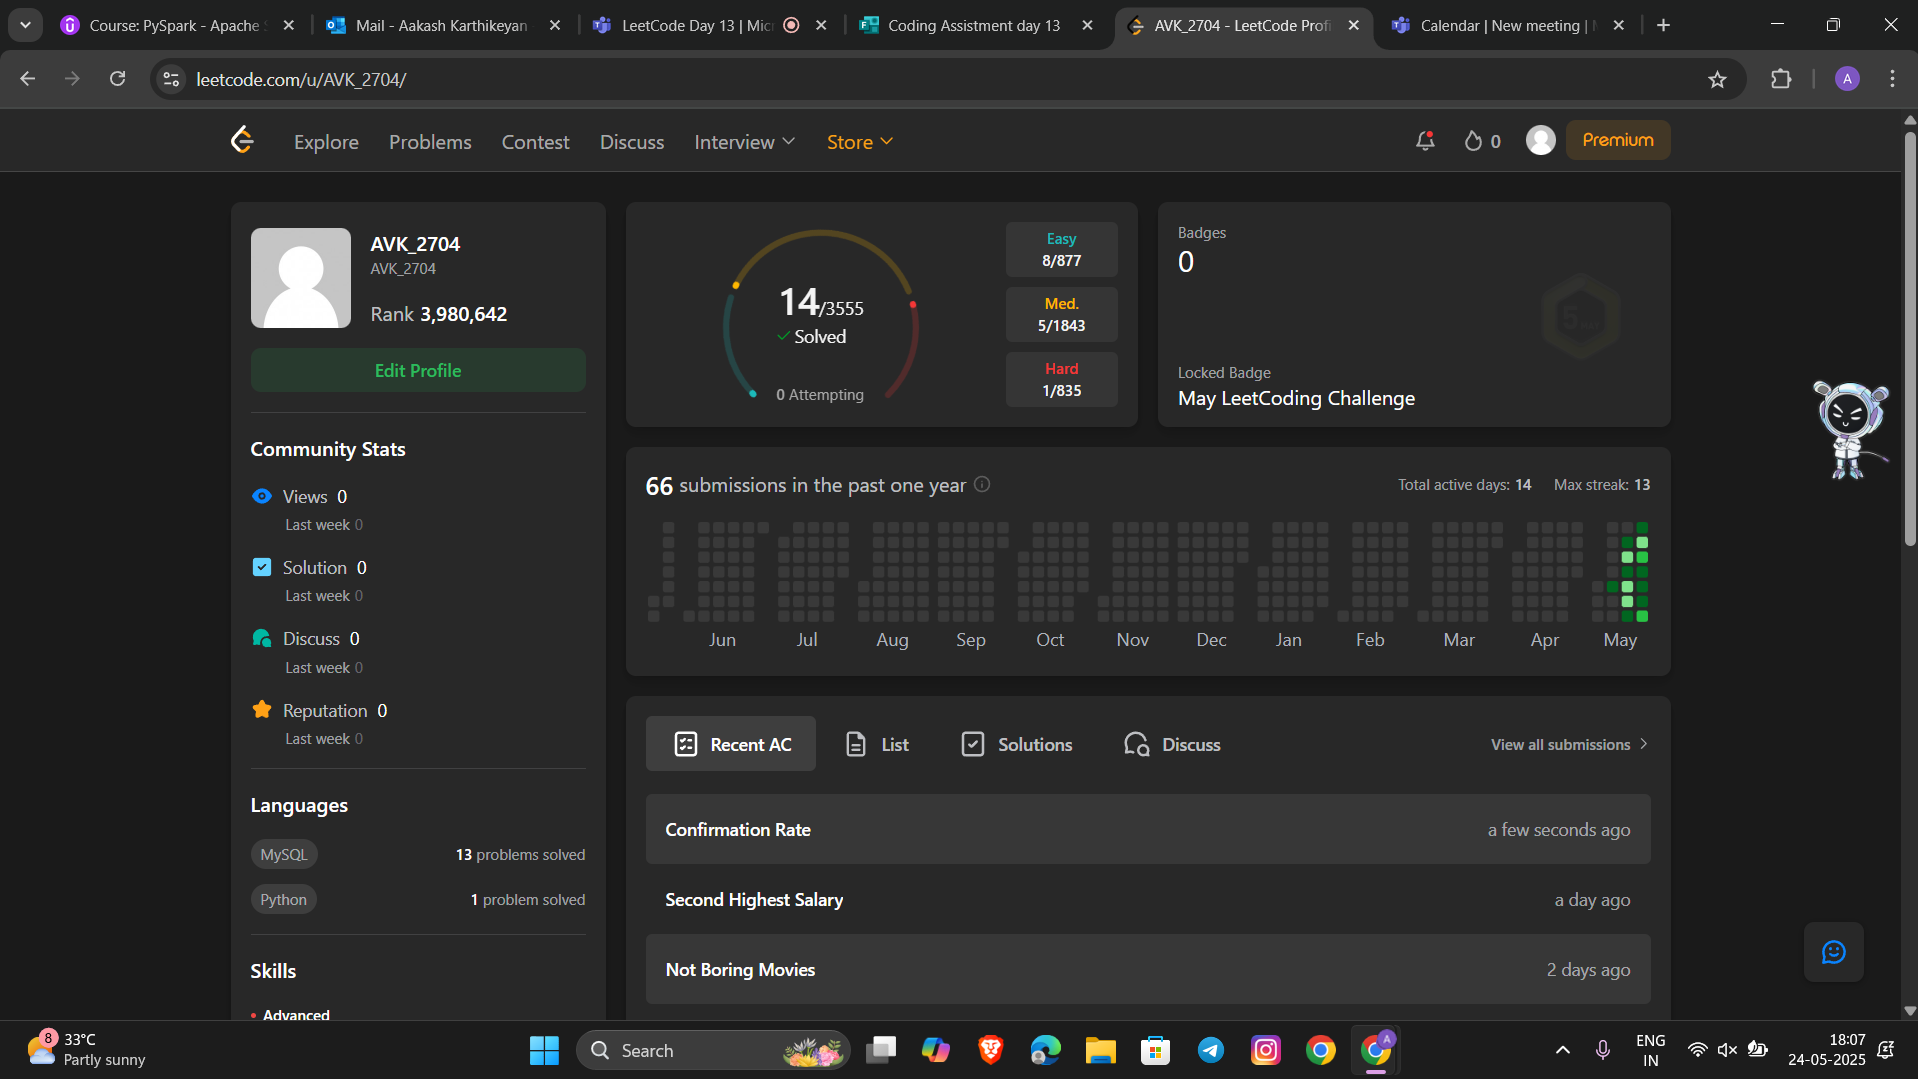 Course: PySpark - Apache
Mail - Aakash Karthikeyan
LeetCode Day 13 | Mic
Coding Assistment day 13
AVK_2704 - LeetCode Profi
Calendar | New meeting |
leetcode.com/u/AVK_2704/
A
Explore
Problems
Contest
Discuss
Interview
Store
0
Premium
AVK_2704
AVK_2704
Rank 3,980,642
Edit Profile
Community Stats
Views 0
Last week 0
Solution 0
Last week 0
Discuss 0
Last week 0
Reputation 0
Last week 0
Languages
MySQL
13 problems solved
Python
1 problem solved
Skills
Advanced
14/3555
Solved
0 Attempting
Easy
8/877
Med.
5/1843
Hard
1/835
Badges
0
Locked Badge
May LeetCoding Challenge
66 submissions in the past one year
Total active days: 14
Max streak: 13
Jun
Jul
Aug
Sep
Oct
Nov
Dec
Jan
Feb
Mar
Apr
May
Recent AC
List
Solutions
Discuss
View all submissions
Confirmation Rate
a few seconds ago
Second Highest Salary
a day ago
Not Boring Movies
2 days ago
8
33°C
Partly sunny
Search
A
ENG
IN
18:07
24-05-2025